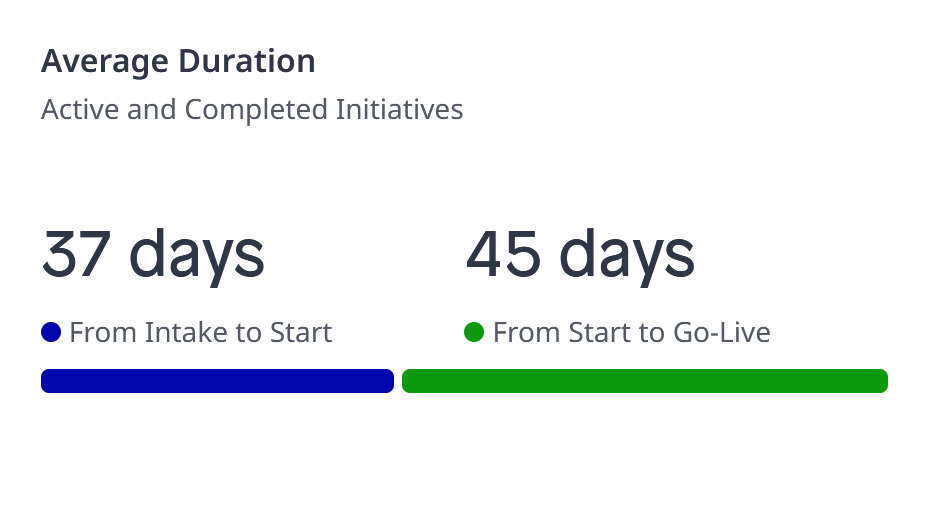 Average Duration
Active and Completed Initiatives
37 days
45 days
From Intake to Start
From Start to Go-Live